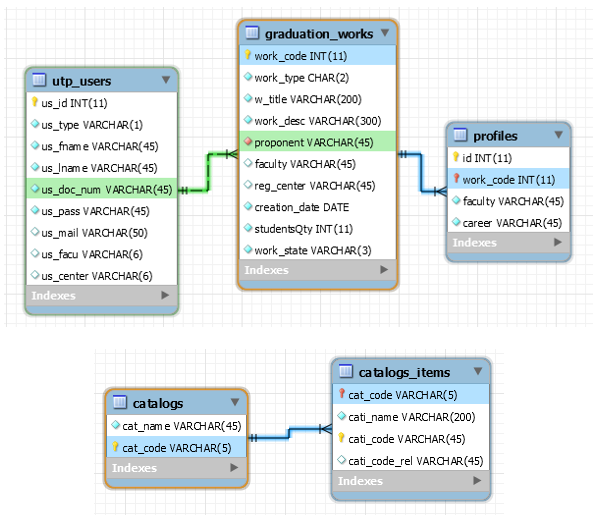 utp_users
us_id INT(11)
us_type VARCHAR(1)
us_fname VARCHAR(45)
us_lname VARCHAR(45)
us_doc_num VARCHAR(45)
us_pass VARCHAR(45)
us_mail VARCHAR(50)
us_facu VARCHAR(6)
us_center VARCHAR(6)
Indexes
graduation_works
work_code INT(11)
work_type CHAR(2)
w_title VARCHAR(200)
work_desc VARCHAR(300)
proponent VARCHAR(45)
faculty VARCHAR(45)
reg_center VARCHAR(45)
creation_date DATE
studentsQty INT(11)
work_state VARCHAR(3)
Indexes
profiles
id INT(11)
work_code INT(11)
faculty VARCHAR(45)
career VARCHAR(45)
Indexes
catalogs
cat_name VARCHAR(45)
cat_code VARCHAR(5)
Indexes
catalogs_items
cat_code VARCHAR(5)
cati_name VARCHAR(200)
cati_code VARCHAR(45)
cati_code_rel VARCHAR(45)
Indexes